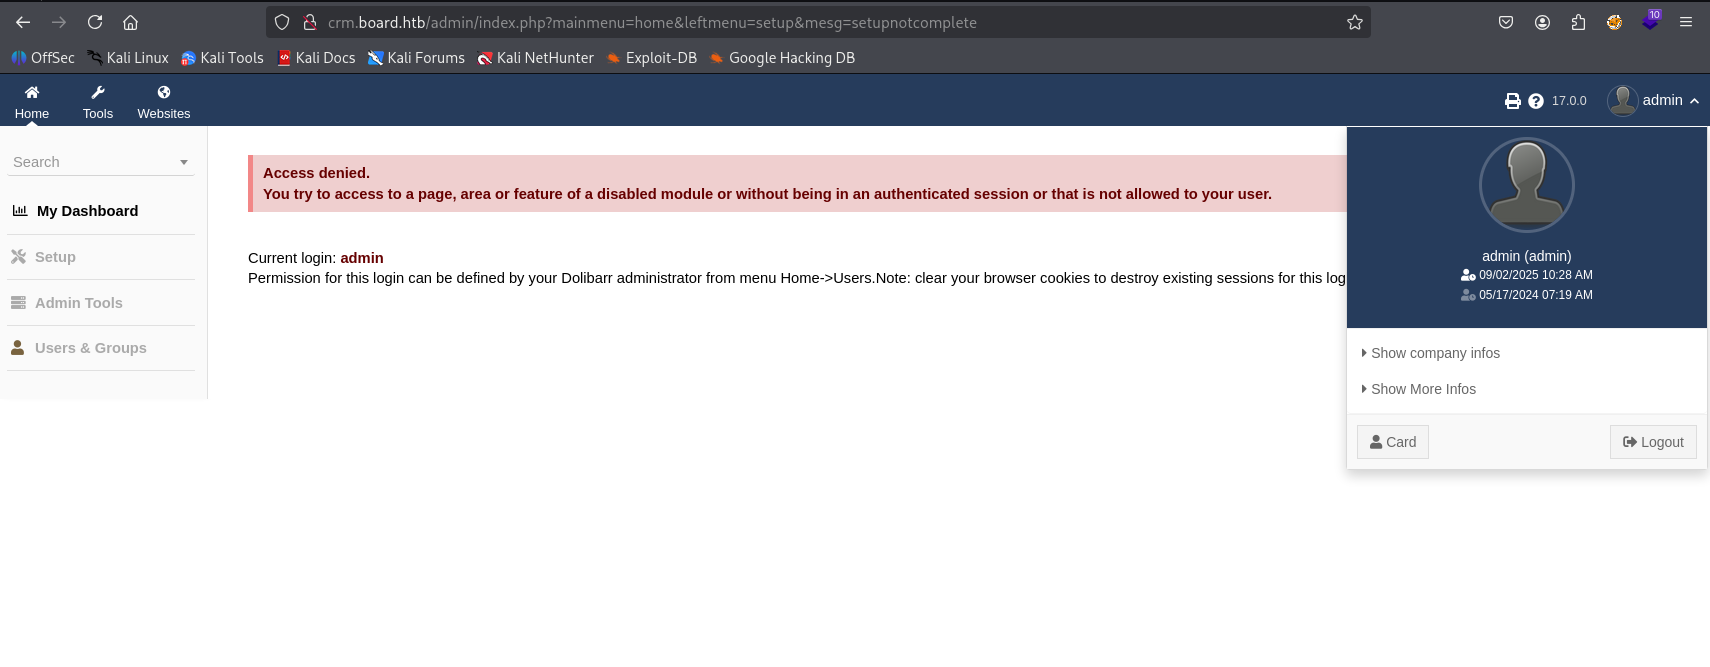 crm.board.htb/admin/index.php?mainmenu=home&leftmenu=setup&mesg=setupnotcomplete
10
OffSec Kali Linux Kali Tools Kali Docs Kali Forums Kali NetHunter Exploit-DB Google Hacking DB
Home Tools Websites
17.0.0 admin
Search
My Dashboard
Setup
Admin Tools
Users & Groups
Access denied.
You try to access to a page, area or feature of a disabled module or without being in an authenticated session or that is not allowed to your user.
Current login: admin
Permission for this login can be defined by your Dolibarr administrator from menu Home->Users.Note: clear your browser cookies to destroy existing sessions for this log
admin (admin)
09/02/2025 10:28 AM
05/17/2024 07:19 AM
Show company infos
Show More Infos
Card Logout